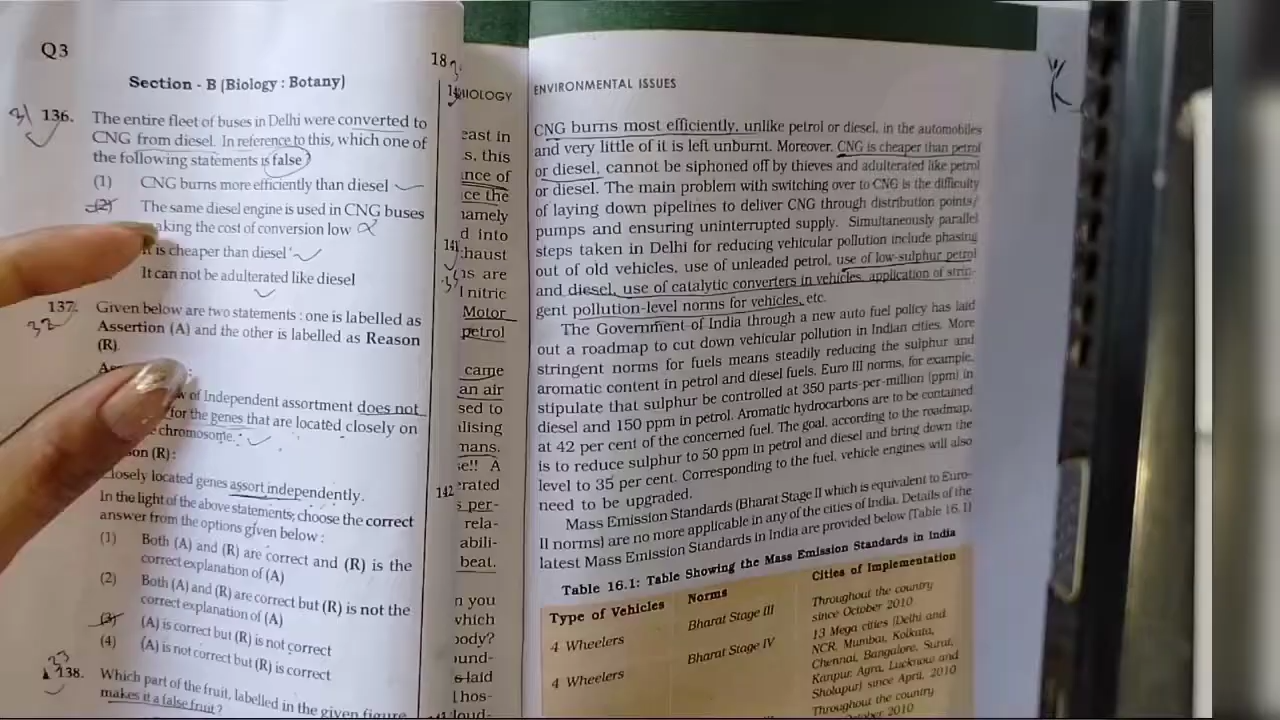 Q3
Section - B (Biology : Botany)
31
136. The entire fleet of buses in Delhi were converted to
CNG from diesel. In reference to this, which one of
the following statements is false?
(1) CNG burns more efficiently than diesel
(2) The same diesel engine is used in CNG buses
making the cost of conversion low
It is cheaper than diesel
It can not be adulterated like diesel
137. Given below are two statements : one is labelled as
32
Assertion (A) and the other is labelled as Reason
(R).
of Independent assortment does not
for the genes that are located closely on
chromosome.
(R):
Closely located genes assort independently.
In the light of the above statements, choose the correct
answer from the options given below :
(1) Both (A) and (R) are correct and (R) is the
correct explanation of (A)
(2) Both (A) and (R) are correct but (R) is not the
correct explanation of (A)
(3) (A) is correct but (R) is not correct
(4) (A) is not correct but (R) is correct
33
138. Which part of the fruit, labelled in the given figure
makes it a false fruit?
18
141
142
BIOLOGY
east in
s, this
nce of
ce the
namely
d into
haust
ns are
l nitric
Motor
petrol
came
an air
sed to
ilising
mans.
se!! A
erated
s per-
rela-
abili-
beat.
n you
which
body?
ound-
s laid
hos-
loud-
ENVIRONMENTAL ISSUES
CNG burns most efficiently, unlike petrol or diesel, in the automobiles
and very little of it is left unburnt. Moreover, CNG is cheaper than petrol
or diesel, cannot be siphoned off by thieves and adulterated like petrol
or diesel. The main problem with switching over to CNG is the difficulty
of laying down pipelines to deliver CNG through distribution points/
pumps and ensuring uninterrupted supply. Simultaneously parallel
steps taken in Delhi for reducing vehicular pollution include phasing
out of old vehicles, use of unleaded petrol, use of low-sulphur petrol
and diesel, use of catalytic converters in vehicles, application of strin-
gent pollution-level norms for vehicles, etc.
The Government of India through a new auto fuel policy has laid
out a roadmap to cut down vehicular pollution in Indian cities. More
stringent norms for fuels means steadily reducing the sulphur and
aromatic content in petrol and diesel fuels. Euro III norms, for example,
stipulate that sulphur be controlled at 350 parts-per-million (ppm) in
diesel and 150 ppm in petrol. Aromatic hydrocarbons are to be contained
at 42 per cent of the concerned fuel. The goal, according to the roadmap,
is to reduce sulphur to 50 ppm in petrol and diesel and bring down the
level to 35 per cent. Corresponding to the fuel, vehicle engines will also
need to be upgraded.
Mass Emission Standards (Bharat Stage II which is equivalent to Euro-
II norms) are no more applicable in any of the cities of India. Details of the
latest Mass Emission Standards in India are provided below (Table 16.1)
Table 16.1: Table Showing the Mass Emission Standards in India
Type of Vehicles Norms Cities of Implementation
4 Wheelers Bharat Stage III Throughout the country
since October 2010
4 Wheelers Bharat Stage IV 13 Mega cities (Delhi and
NCR, Mumbai, Kolkata,
Chennai, Bangalore, Surat,
Kanpur, Agra, Lucknow and
Sholapur) since April, 2010
Throughout the country
October 2010